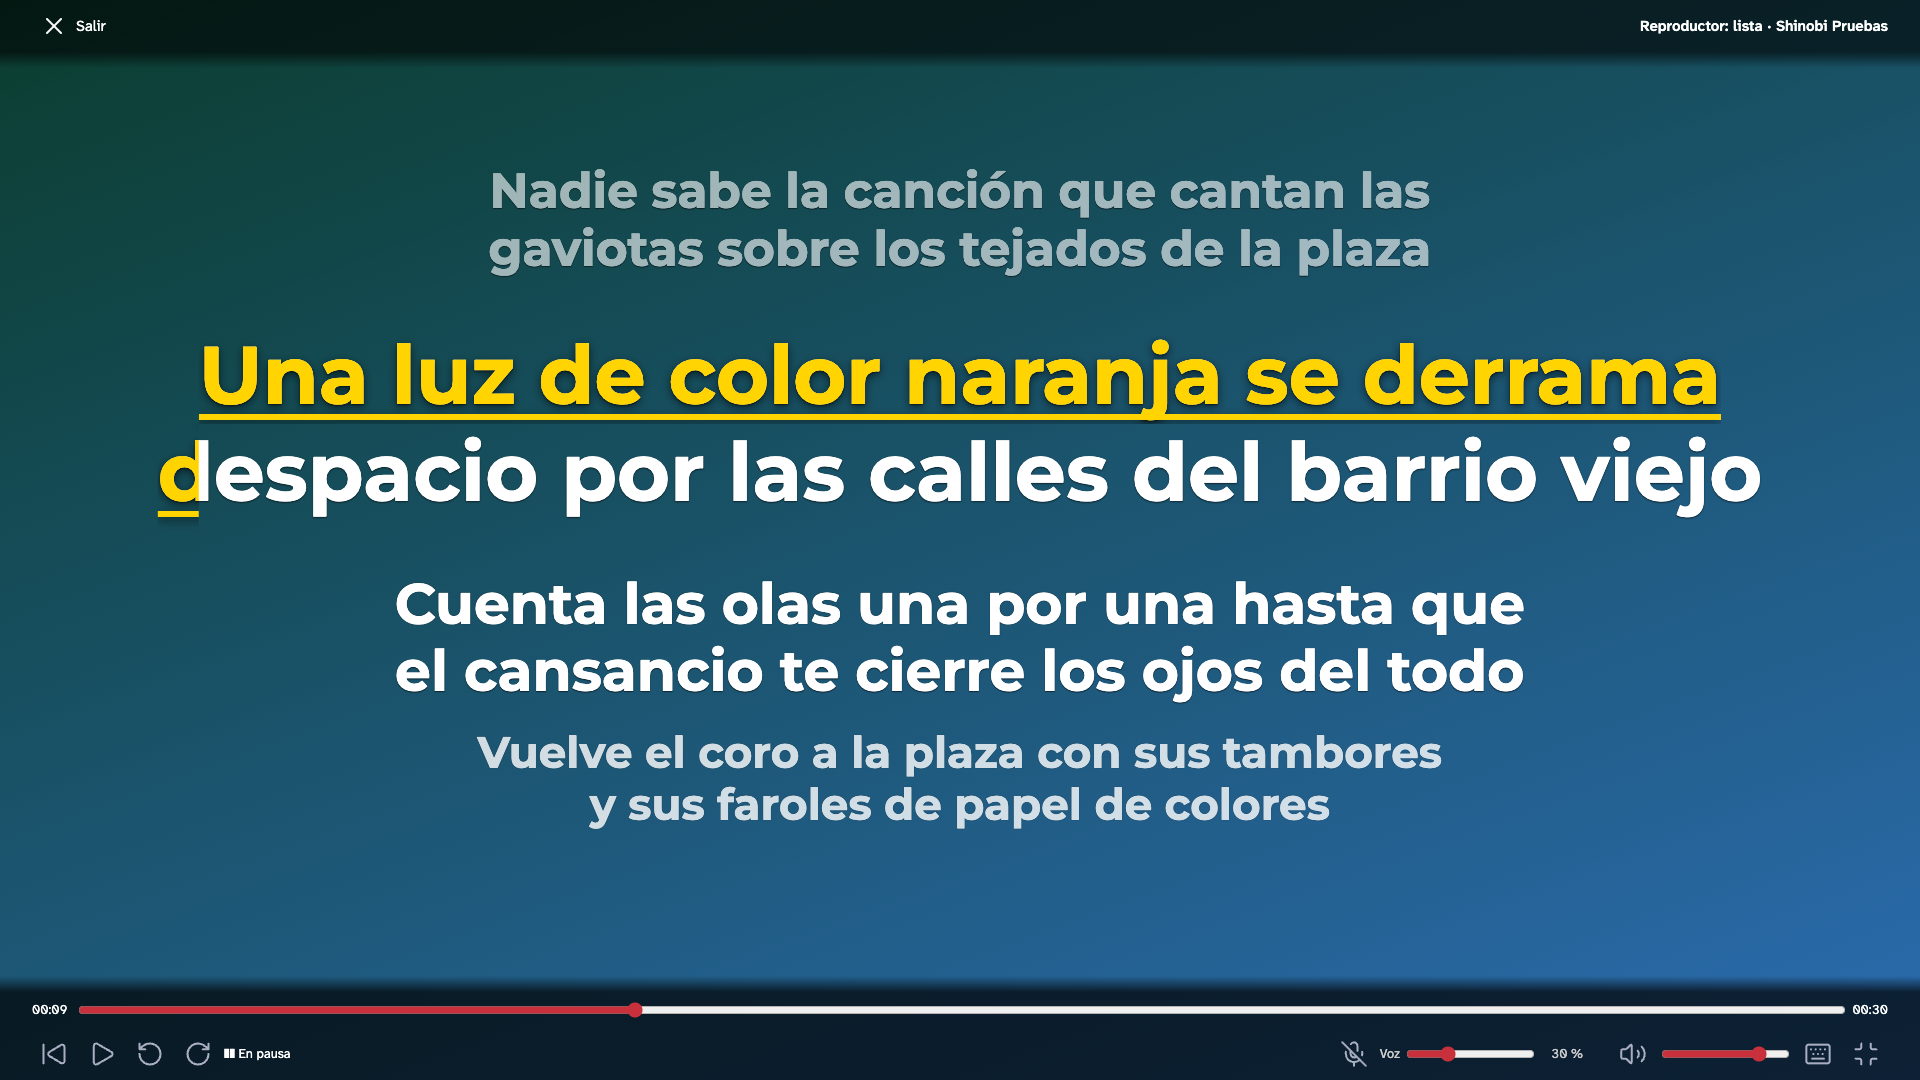 Salir
Reproductor: lista · Shinobi Pruebas
Nadie sabe la canción que cantan las
gaviotas sobre los tejados de la plaza
Una luz de color naranja se derrama
despacio por las calles del barrio viejo
Cuenta las olas una por una hasta que
el cansancio te cierre los ojos del todo
Vuelve el coro a la plaza con sus tambores
y sus faroles de papel de colores
00:09
00:30
En pausa
Voz
30 %